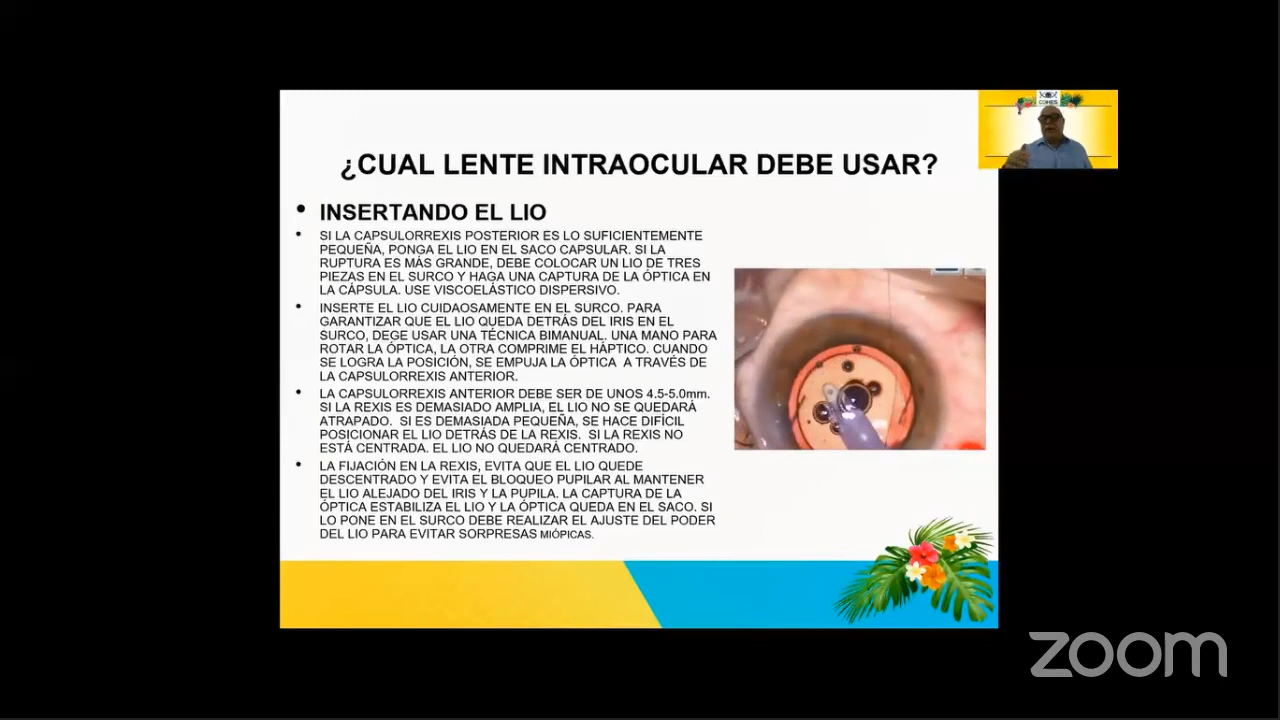 ¿CUAL LENTE INTRAOCULAR DEBE USAR?
• INSERTANDO EL LIO
• SI LA CAPSULORREXIS POSTERIOR ES LO SUFICIENTEMENTE
PEQUEÑA, PONGA EL LIO EN EL SACO CAPSULAR. SI LA
RUPTURA ES MÁS GRANDE, DEBE COLOCAR UN LIO DE TRES
PIEZAS EN EL SURCO Y HAGA UNA CAPTURA DE LA ÓPTICA EN
LA CÁPSULA. USE VISCOELÁSTICO DISPERSIVO.
• INSERTE EL LIO CUIDAOSAMENTE EN EL SURCO. PARA
GARANTIZAR QUE EL LIO QUEDA DETRÁS DEL IRIS EN EL
SURCO, DEGE USAR UNA TÉCNICA BIMANUAL. UNA MANO PARA
ROTAR LA ÓPTICA, LA OTRA COMPRIME EL HÁPTICO. CUANDO
SE LOGRA LA POSICIÓN, SE EMPUJA LA ÓPTICA A TRAVÉS DE
LA CAPSULORREXIS ANTERIOR.
• LA CAPSULORREXIS ANTERIOR DEBE SER DE UNOS 4.5-5.0mm.
SI LA REXIS ES DEMASIADO AMPLIA, EL LIO NO SE QUEDARÁ
ATRAPADO. SI ES DEMASIADA PEQUEÑA, SE HACE DIFÍCIL
POSICIONAR EL LIO DETRÁS DE LA REXIS. SI LA REXIS NO
ESTÁ CENTRADA. EL LIO NO QUEDARÁ CENTRADO.
• LA FIJACIÓN EN LA REXIS, EVITA QUE EL LIO QUEDE
DESCENTRADO Y EVITA EL BLOQUEO PUPILAR AL MANTENER
EL LIO ALEJADO DEL IRIS Y LA PUPILA. LA CAPTURA DE LA
ÓPTICA ESTABILIZA EL LIO Y LA ÓPTICA QUEDA EN EL SACO. SI
LO PONE EN EL SURCO DEBE REALIZAR EL AJUSTE DEL PODER
DEL LIO PARA EVITAR SORPRESAS MIÓPICAS.
zoom